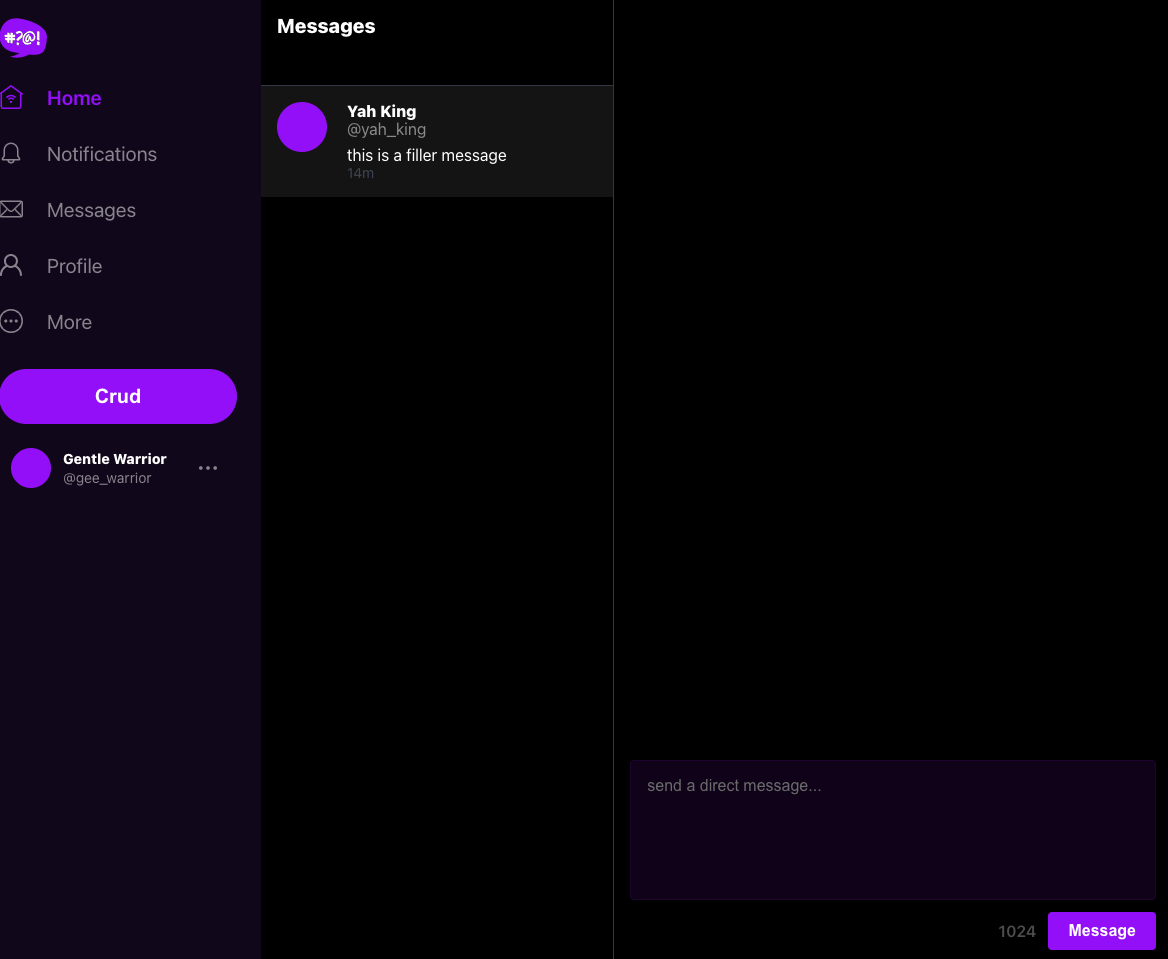 #?@!
Home
Notifications
Messages
Profile
More
Crud
Gentle Warrior
@gee_warrior
Messages
Yah King
@yah_king
this is a filler message
14m
send a direct message...
1024
Message